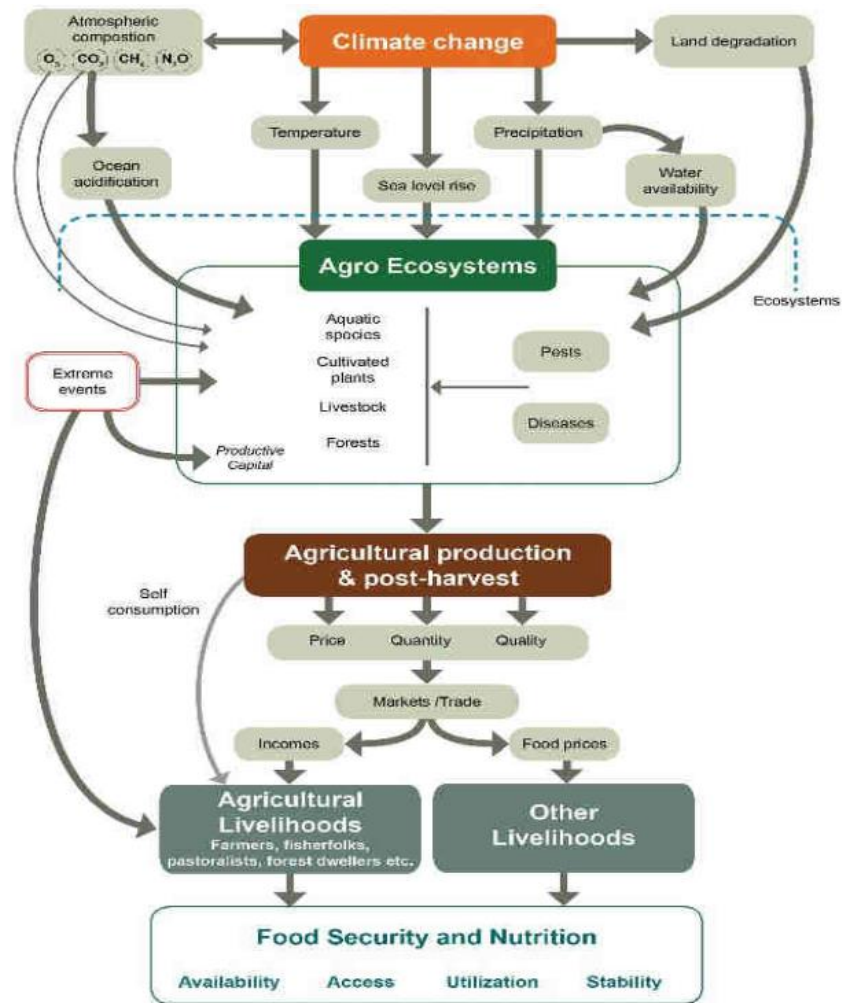 Atmospheric
compostion
O₃ CO₂ CH₄ N₂O
Climate change
Land degradation
Temperature
Precipitation
Ocean
acidification
Sea level rise
Water
availability
Agro Ecosystems
Ecosystems
Aquatic
species
Cultivated
plants
Livestock
Forests
Pests
Diseases
Extreme
events
Productive
Capital
Agricultural production
& post-harvest
Self
consumption
Price Quantity Quality
Markets /Trade
Incomes
Food prices
Agricultural
Livelihoods
Farmers, fisherfolks,
pastoralists, forest dwellers etc.
Other
Livelihoods
Food Security and Nutrition
Availability Access Utilization Stability